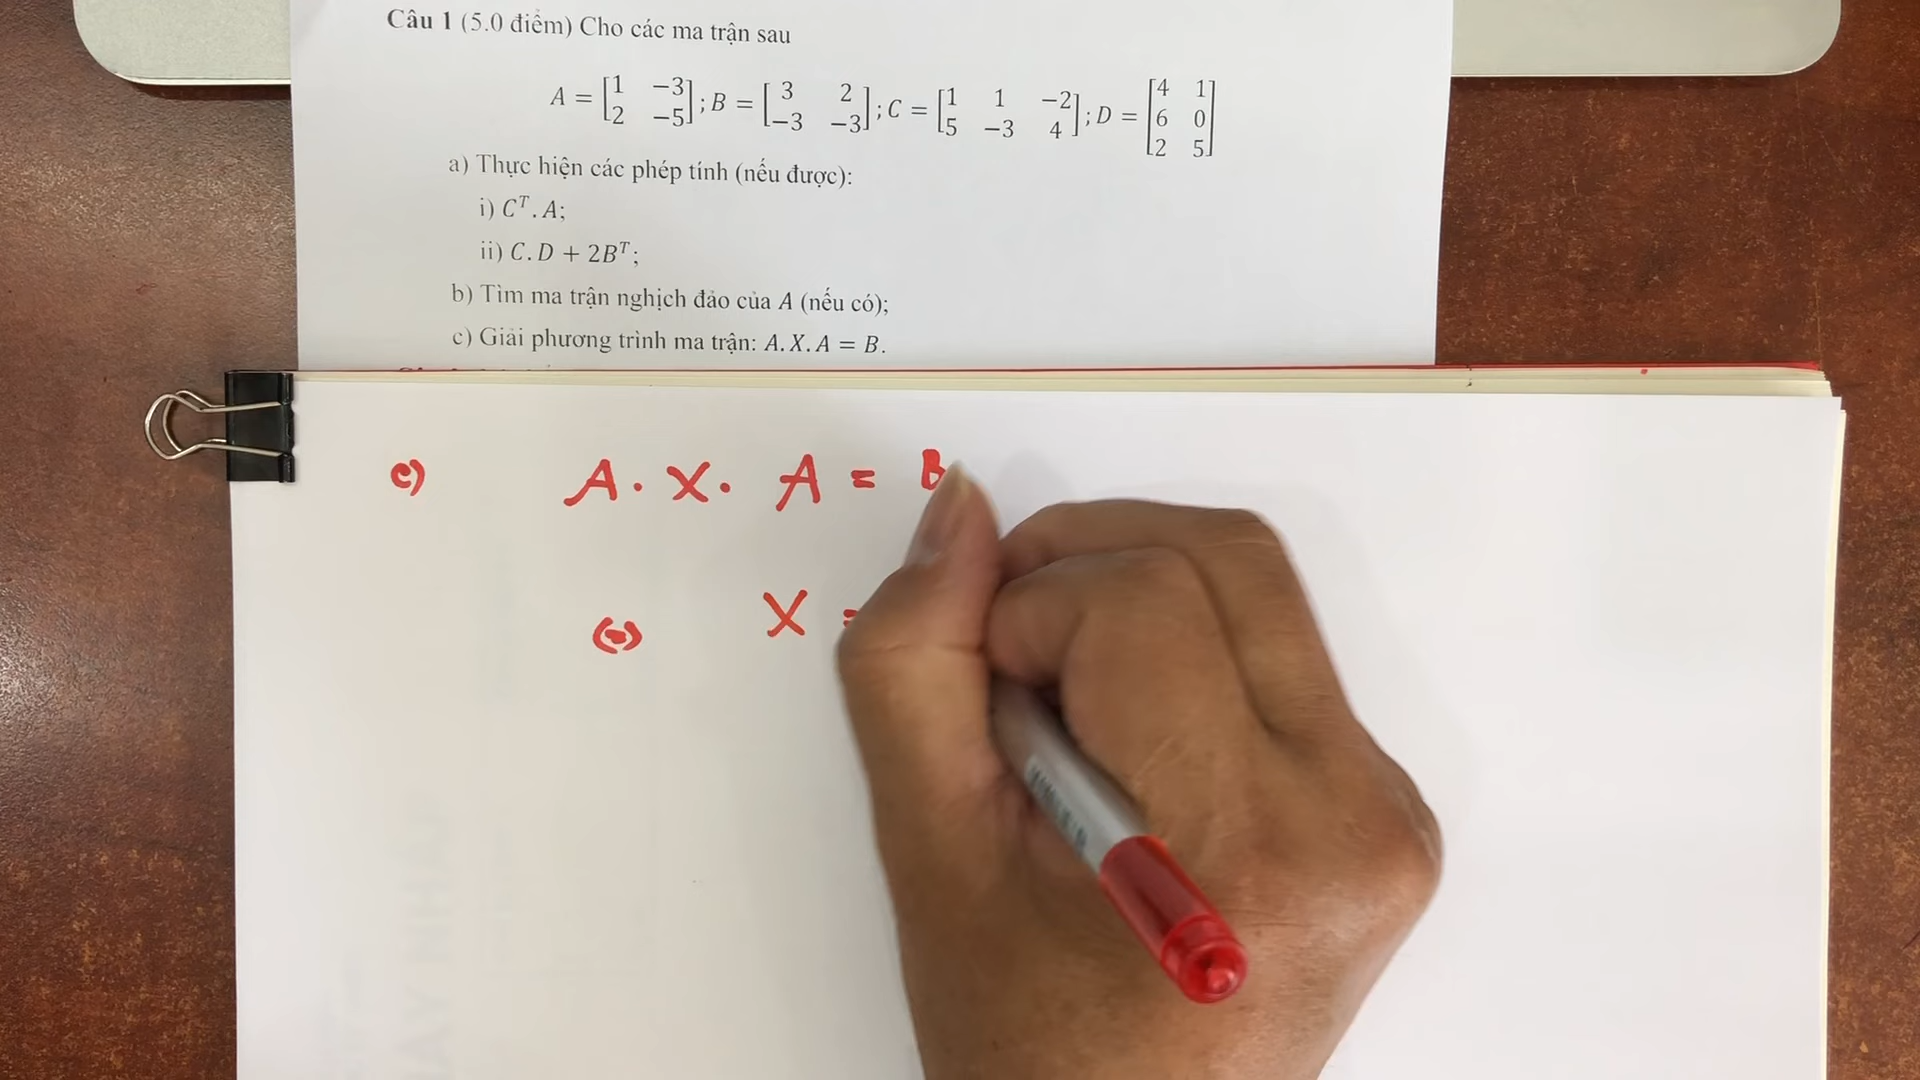 Câu 1 (5.0 điểm) Cho các ma trận sau
A = [1 −3; 2 −5]; B = [3 2; −3 −3]; C = [1 1 −2; 5 −3 4]; D = [4 1; 6 0; 2 5]
a) Thực hiện các phép tính (nếu được):
i) Cᵀ. A;
ii) C. D + 2Bᵀ;
b) Tìm ma trận nghịch đảo của A (nếu có);
c) Giải phương trình ma trận: A. X. A = B.
c) A . X . A = B
⇔ X =